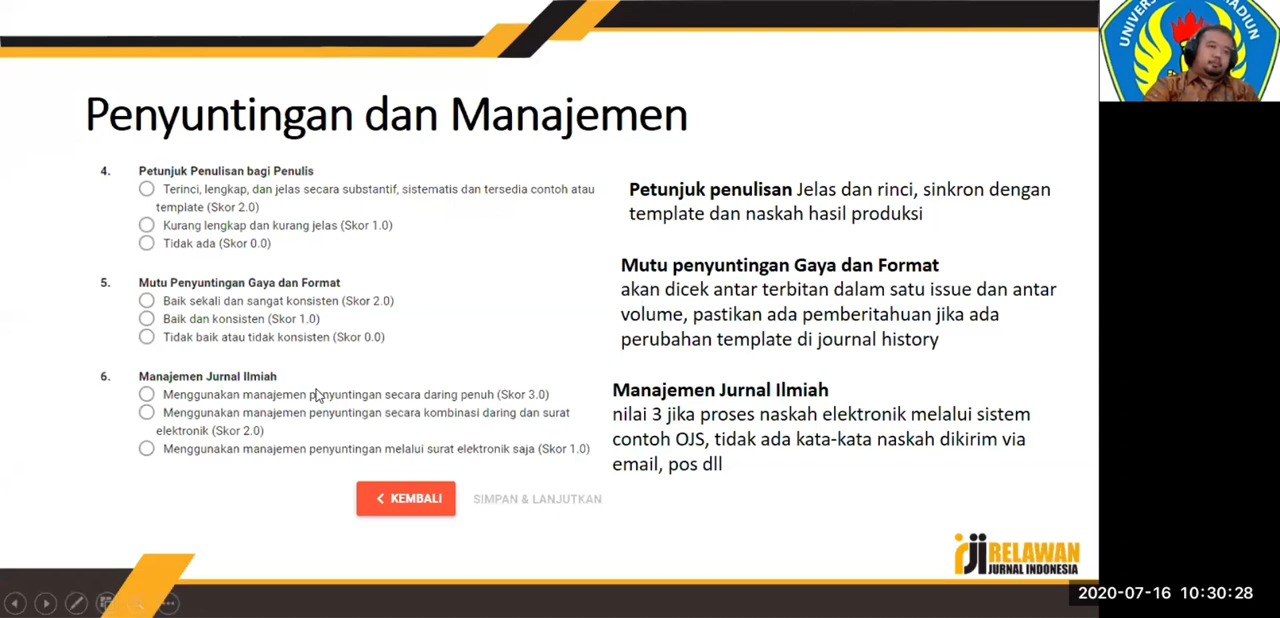 Penyuntingan dan Manajemen
4. Petunjuk Penulisan bagi Penulis
Terinci, lengkap, dan jelas secara substantif, sistematis dan tersedia contoh atau
template (Skor 2.0)
Kurang lengkap dan kurang jelas (Skor 1.0)
Tidak ada (Skor 0.0)
5. Mutu Penyuntingan Gaya dan Format
Baik sekali dan sangat konsisten (Skor 2.0)
Baik dan konsisten (Skor 1.0)
Tidak baik atau tidak konsisten (Skor 0.0)
6. Manajemen Jurnal Ilmiah
Menggunakan manajemen penyuntingan secara daring penuh (Skor 3.0)
Menggunakan manajemen penyuntingan secara kombinasi daring dan surat
elektronik (Skor 2.0)
Menggunakan manajemen penyuntingan melalui surat elektronik saja (Skor 1.0)
KEMBALI
SIMPAN & LANJUTKAN
Petunjuk penulisan Jelas dan rinci, sinkron dengan
template dan naskah hasil produksi
Mutu penyuntingan Gaya dan Format
akan dicek antar terbitan dalam satu issue dan antar
volume, pastikan ada pemberitahuan jika ada
perubahan template di journal history
Manajemen Jurnal Ilmiah
nilai 3 jika proses naskah elektronik melalui sistem
contoh OJS, tidak ada kata-kata naskah dikirim via
email, pos dll
rji RELAWAN
JURNAL INDONESIA
2020-07-16 10:30:28